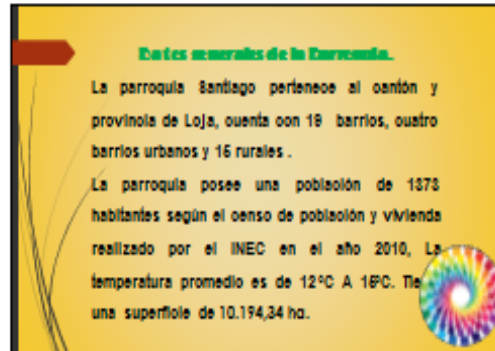 Datos generales de la Parroquia.
La parroquia Santiago pertenece al cantón y
provincia de Loja, cuenta con 19 barrios, cuatro
barrios urbanos y 15 rurales .
La parroquia posee una población de 1373
habitantes según el censo de población y vivienda
realizado por el INEC en el año 2010, La
temperatura promedio es de 12°C A 16°C.
una superficie de 10.194,34 ha.